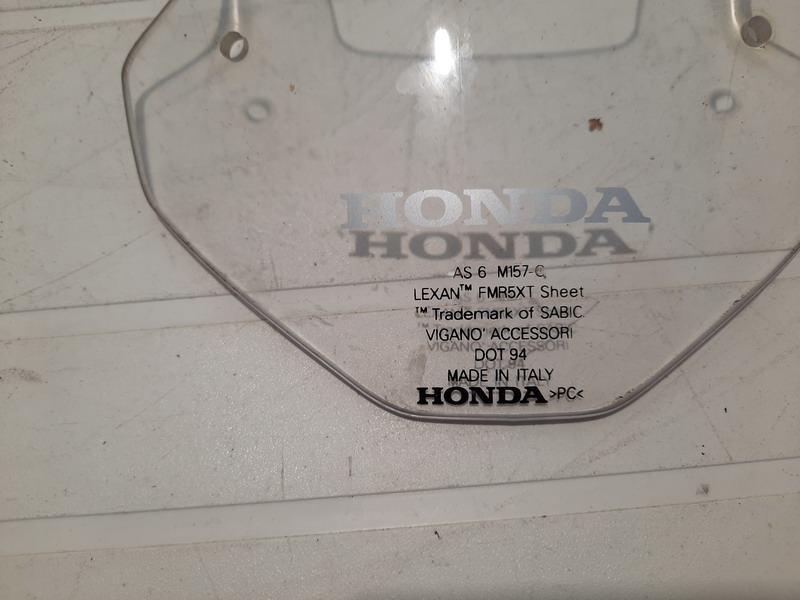 HONDA
AS 6 M157-C
LEXAN™ FMR5XT Sheet
™ Trademark of SABIC
VIGANO' ACCESSORI
DOT 94
MADE IN ITALY
HONDA >PC<